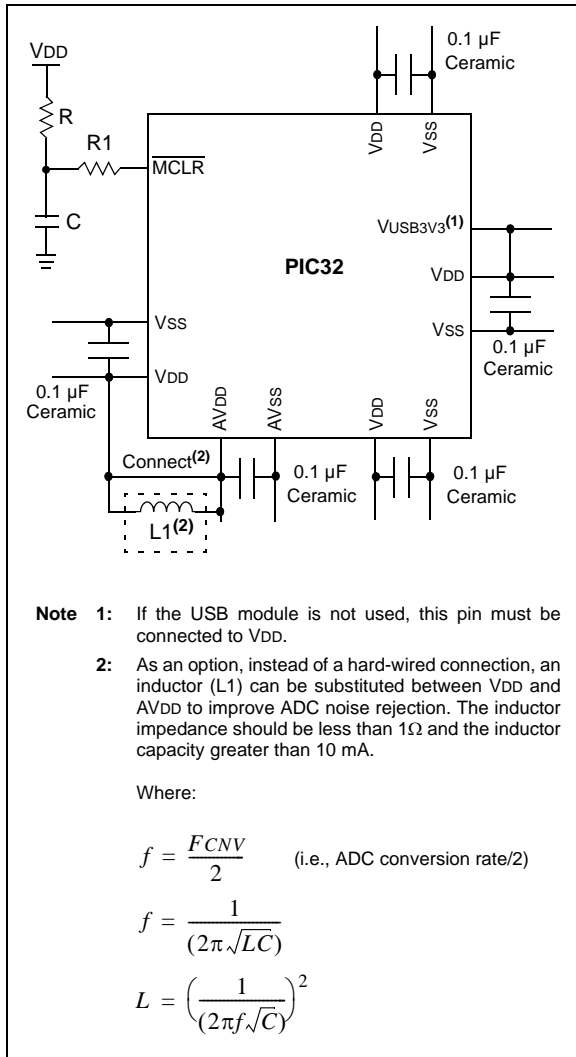 VDD
R
R1
MCLR
C
0.1 µF
Ceramic
VDD
VSS
VUSB3V3(1)
PIC32
VDD
VSS
0.1 µF
Ceramic
VSS
VDD
0.1 µF
Ceramic
AVDD
AVSS
VDD
VSS
Connect(2)
0.1 µF
Ceramic
0.1 µF
Ceramic
L1(2)
Note 1: If the USB module is not used, this pin must be
connected to VDD.
2: As an option, instead of a hard-wired connection, an
inductor (L1) can be substituted between VDD and
AVDD to improve ADC noise rejection. The inductor
impedance should be less than 1Ω and the inductor
capacity greater than 10 mA.
Where:
f = FCNV / 2 (i.e., ADC conversion rate/2)
f = 1 / (2π√LC)
L = (1 / (2πf√C))²